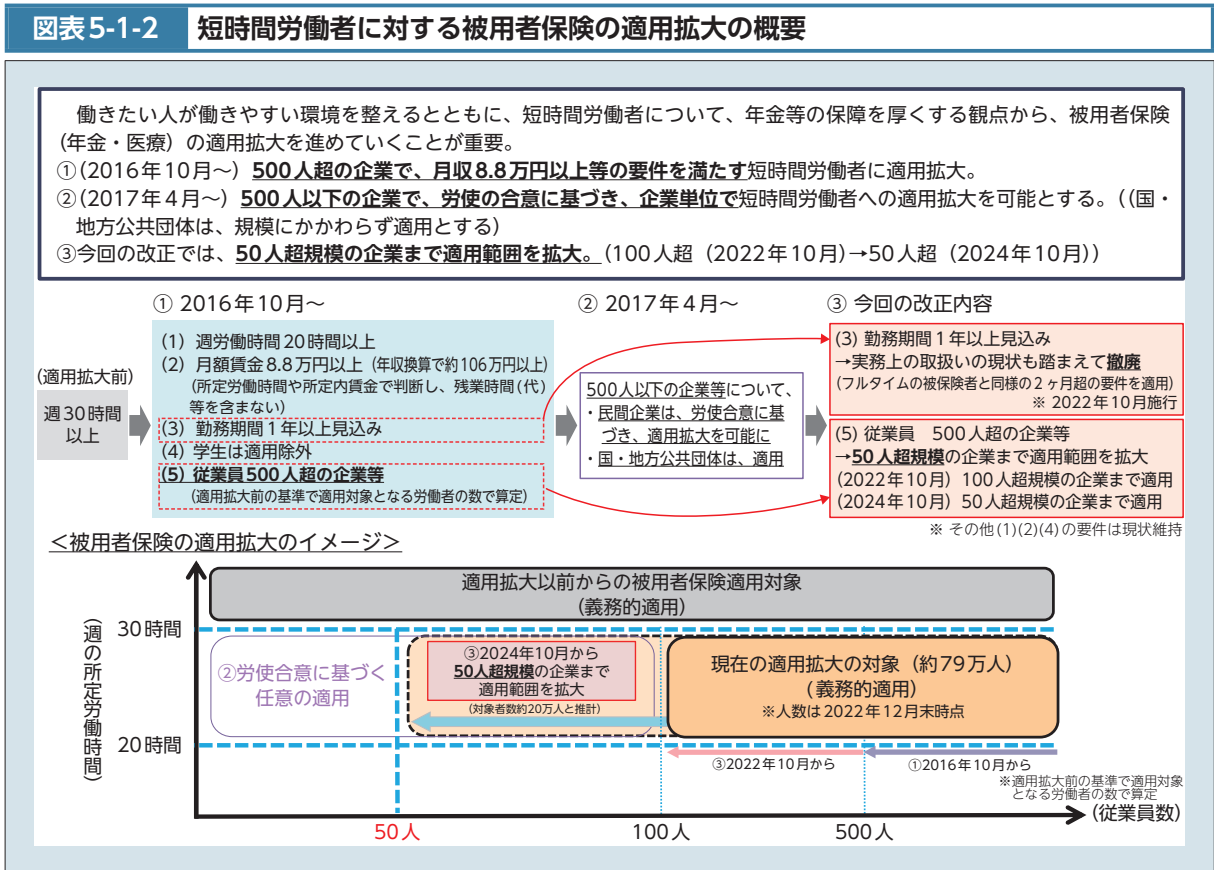 図表5-1-2 短時間労働者に対する被用者保険の適用拡大の概要
働きたい人が働きやすい環境を整えるとともに、短時間労働者について、年金等の保障を厚くする観点から、被用者保険
(年金・医療）の適用拡大を進めていくことが重要。
①(2016年10月～) 500人超の企業で、月収8.8万円以上等の要件を満たす短時間労働者に適用拡大。
②(2017年４月～) 500人以下の企業で、労使の合意に基づき、企業単位で短時間労働者への適用拡大を可能とする。((国・
地方公共団体は、規模にかかわらず適用とする)
③今回の改正では、50人超規模の企業まで適用範囲を拡大。(100人超（2022年10月)→50人超（2024年10月))
① 2016年10月～
② 2017年４月～
③ 今回の改正内容
(適用拡大前)
週30時間
以上
(1) 週労働時間20時間以上
(2) 月額賃金8.8万円以上（年収換算で約106万円以上)
(所定労働時間や所定内賃金で判断し、残業時間(代)
等を含まない)
(3) 勤務期間１年以上見込み
(4) 学生は適用除外
(5) 従業員500人超の企業等
(適用拡大前の基準で適用対象となる労働者の数で算定)
500人以下の企業等について、
・民間企業は、労使合意に基
づき、適用拡大を可能に
・国・地方公共団体は、適用
(3) 勤務期間１年以上見込み
→実務上の取扱いの現状も踏まえて撤廃
(フルタイムの被保険者と同様の２ヶ月超の要件を適用)
※ 2022年10月施行
(5) 従業員　500人超の企業等
→50人超規模の企業まで適用範囲を拡大
(2022年10月) 100人超規模の企業まで適用
(2024年10月) 50人超規模の企業まで適用
※ その他(1)(2)(4)の要件は現状維持
＜被用者保険の適用拡大のイメージ＞
(週の所定労働時間)
30時間
20時間
適用拡大以前からの被用者保険適用対象
(義務的適用)
②労使合意に基づく
任意の適用
③2024年10月から
50人超規模の企業まで
適用範囲を拡大
(対象者数約20万人と推計)
現在の適用拡大の対象（約79万人）
(義務的適用)
※人数は2022年12月末時点
③2022年10月から
①2016年10月から
※適用拡大前の基準で適用対象
となる労働者の数で算定
(従業員数)
50人
100人
500人